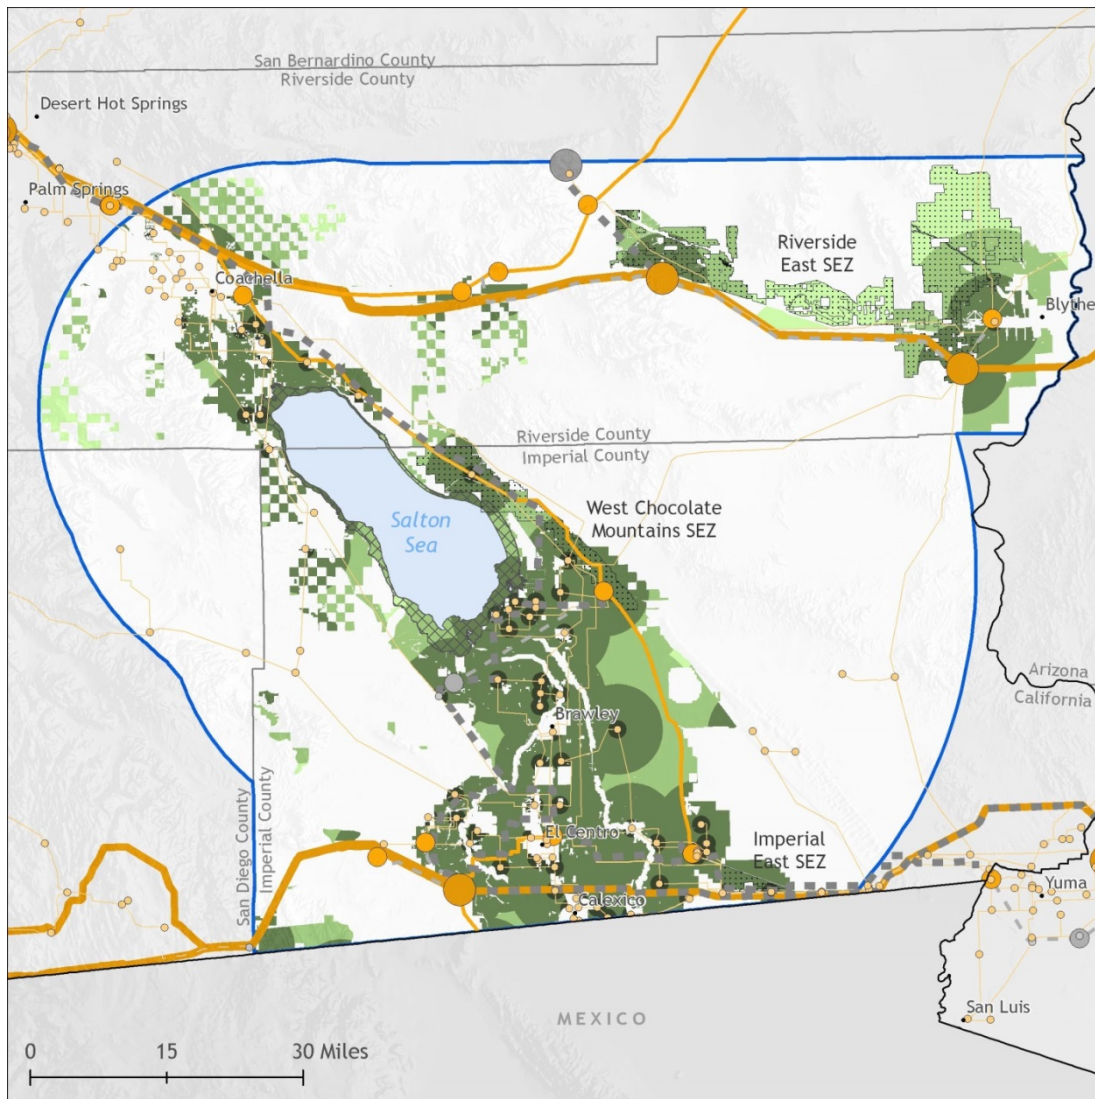 San Bernardino County
Riverside County
Desert Hot Springs
Palm Springs
Riverside
East SEZ
Coachella
Blythe
Riverside County
Imperial County
West Chocolate
Mountains SEZ
Salton
Sea
Arizona
California
Brawley
San Diego County
Imperial County
El Centro
Imperial
East SEZ
Calexico
Yuma
San Luis
MEXICO
0 15 30 Miles